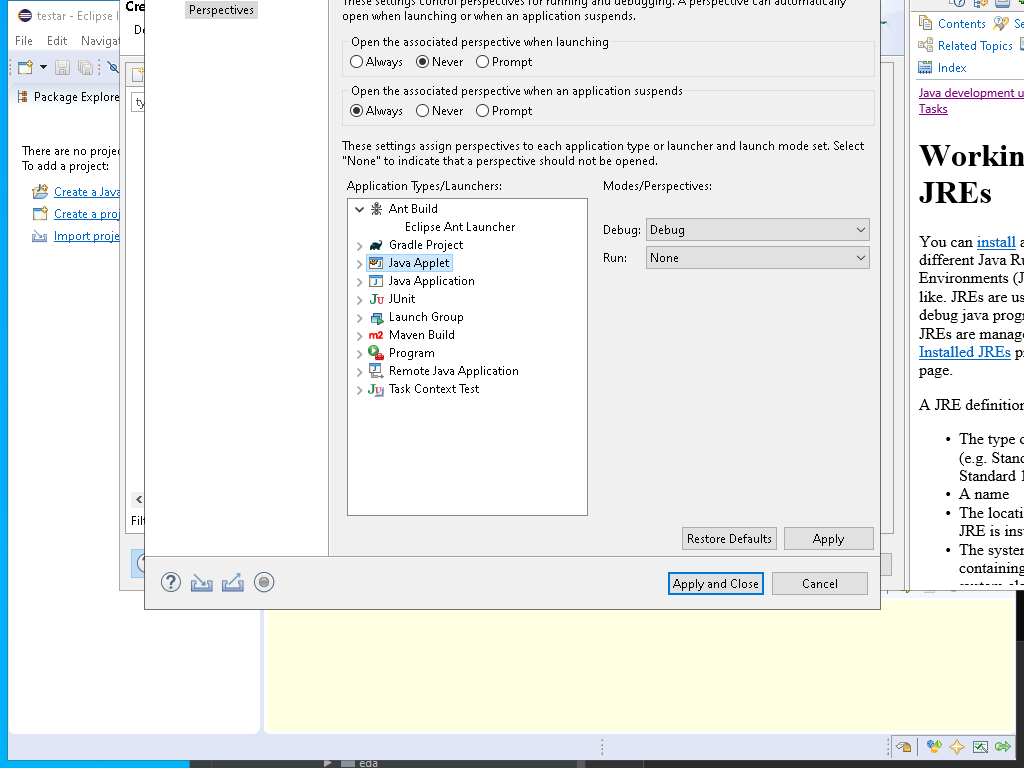 testar - Eclipse I
File Edit Navigat
Package Explore
There are no proje
To add a project:
Create a Java
Create a proj
Import proje
Cre
De
ty
Filt
Perspectives
These settings control perspectives for running and debugging. A perspective can automatically
open when launching or when an application suspends.
Open the associated perspective when launching
Always Never Prompt
Open the associated perspective when an application suspends
Always Never Prompt
These settings assign perspectives to each application type or launcher and launch mode set. Select
"None" to indicate that a perspective should not be opened.
Application Types/Launchers:
Ant Build
Eclipse Ant Launcher
Gradle Project
Java Applet
Java Application
JUnit
Launch Group
Maven Build
Program
Remote Java Application
Task Context Test
Modes/Perspectives:
Debug: Debug
Run: None
Restore Defaults Apply
Apply and Close Cancel
Contents Se
Related Topics
Index
Java development u
Tasks
Workin
JREs
You can install a
different Java Ru
Environments (J
like. JREs are us
debug java progr
JREs are manage
Installed JREs p
page.
A JRE definition
• The type o
(e.g. Stand
Standard 1
• A name
• The locati
JRE is inst
• The system
containing
eda